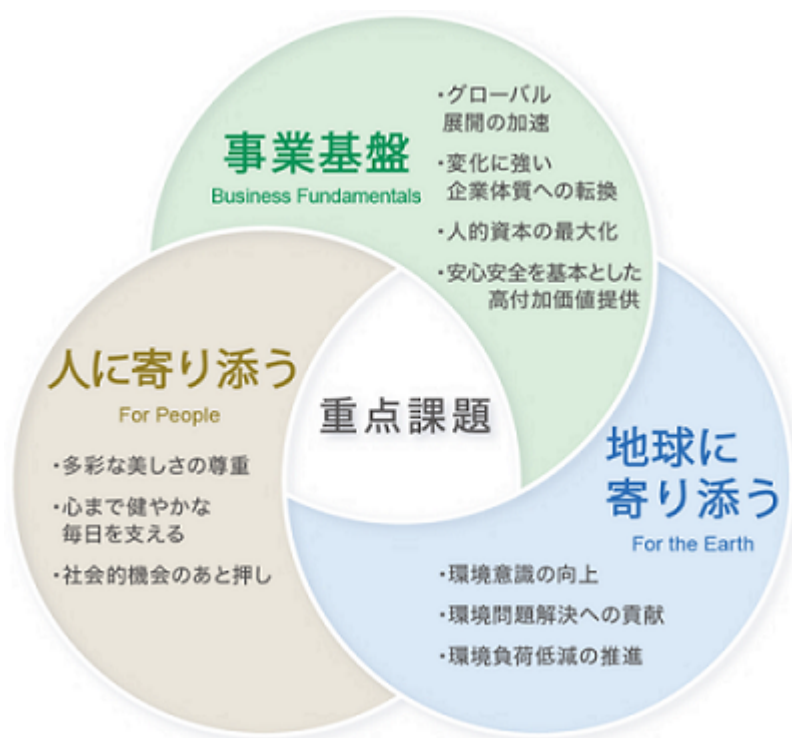 事業基盤
Business Fundamentals
・グローバル
展開の加速
・変化に強い
企業体質への転換
・人的資本の最大化
・安心安全を基本とした
高付加価値提供
人に寄り添う
For People
・多彩な美しさの尊重
・心まで健やかな
毎日を支える
・社会的機会のあと押し
重点課題
地球に
寄り添う
For the Earth
・環境意識の向上
・環境問題解決への貢献
・環境負荷低減の推進